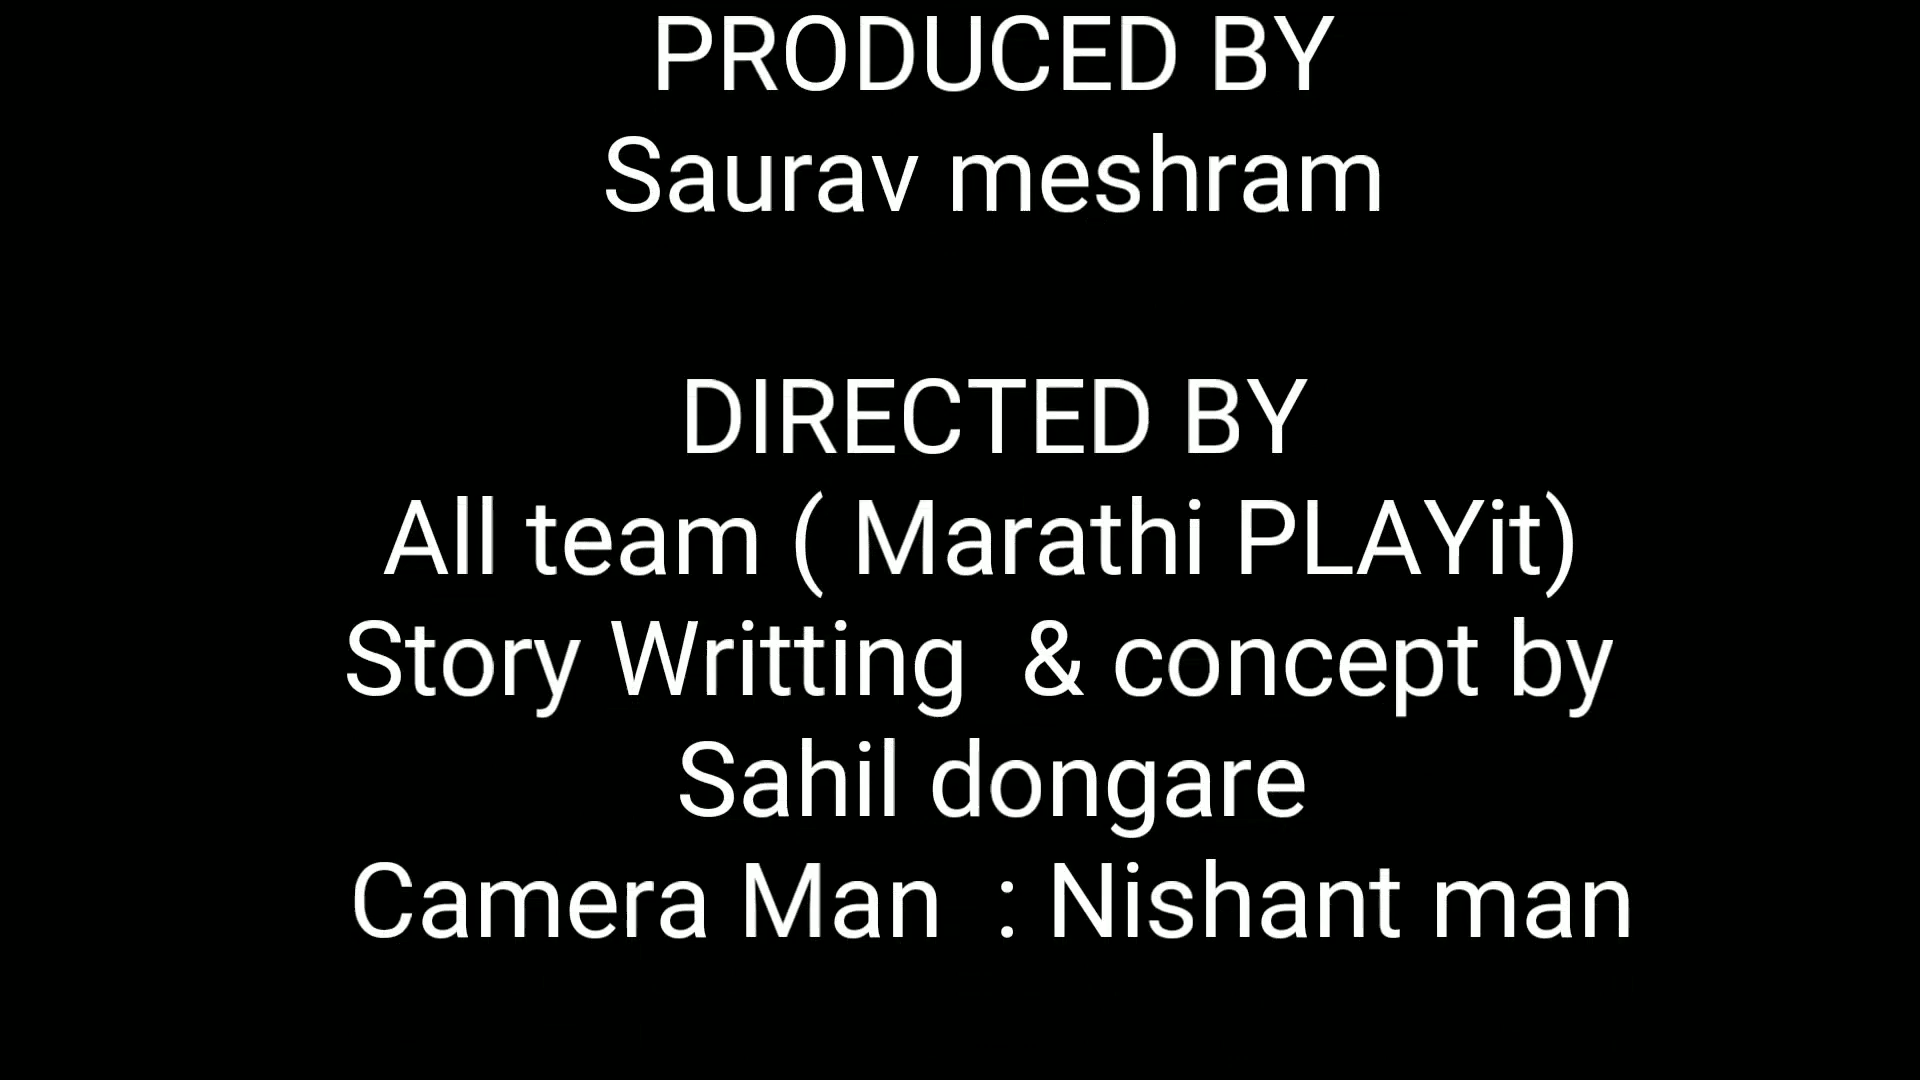 PRODUCED BY
Saurav meshram
DIRECTED BY
All team ( Marathi PLAYit)
Story Writting  & concept by
Sahil dongare
Camera Man  : Nishant man